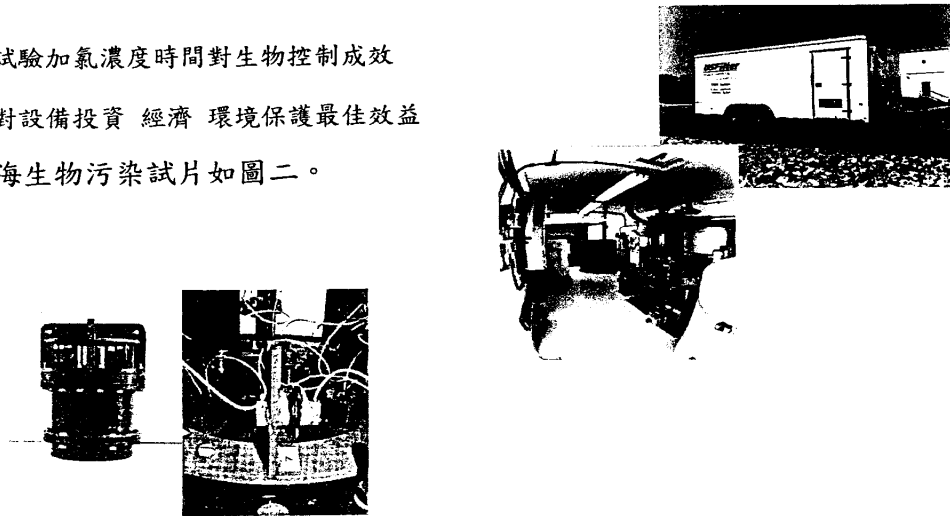 試驗加氯濃度時間對生物控制成效
對設備投資 經濟 環境保護最佳效益
海生物污染試片如圖二。
USFilter